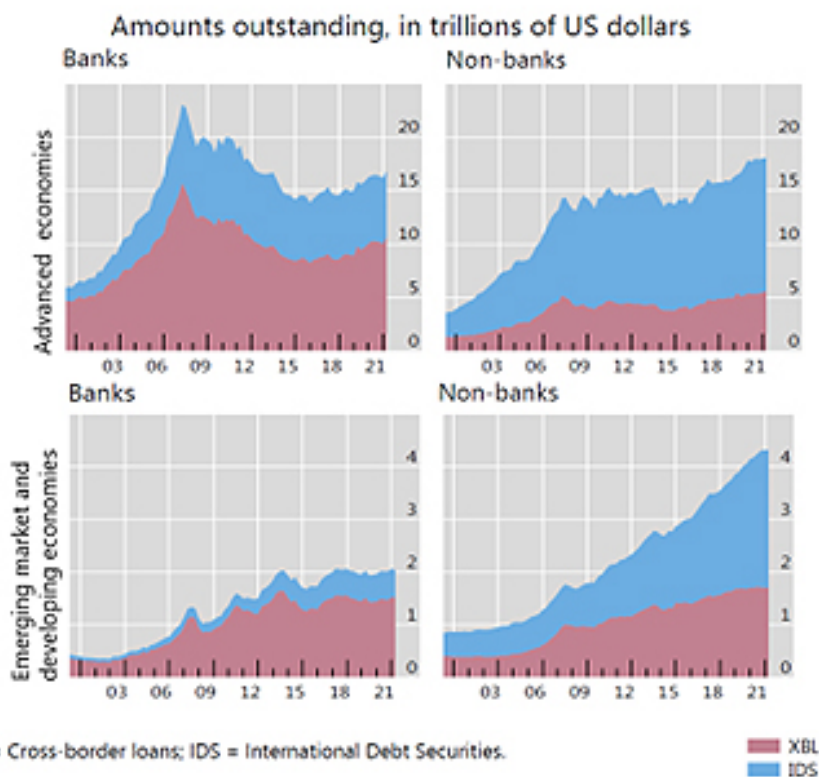 Amounts outstanding, in trillions of US dollars
Banks
Non-banks
Advanced economies
20
15
10
5
0
20
15
10
5
0
03 06 09 12 15 18 21
03 06 09 12 15 18 21
Banks
Non-banks
Emerging market and
developing economies
4
3
2
1
0
4
3
2
1
0
03 06 09 12 15 18 21
03 06 09 12 15 18 21
= Cross-border loans; IDS = International Debt Securities.
XBL
IDS